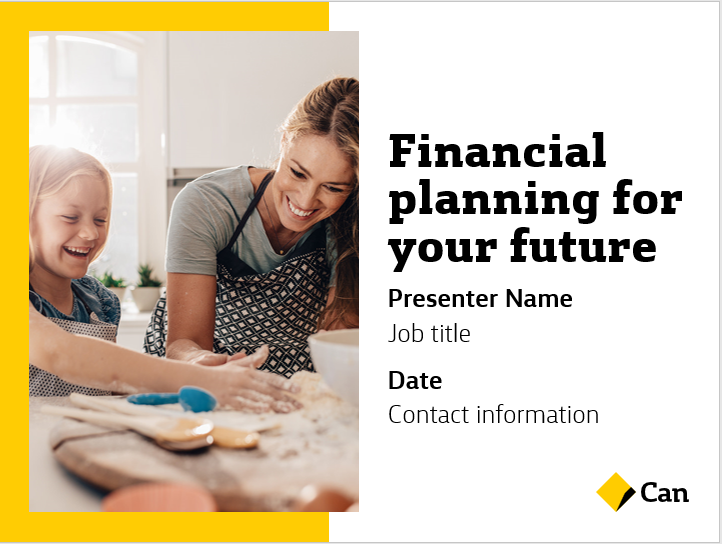 Financial
planning for
your future
Presenter Name
Job title
Date
Contact information
Can